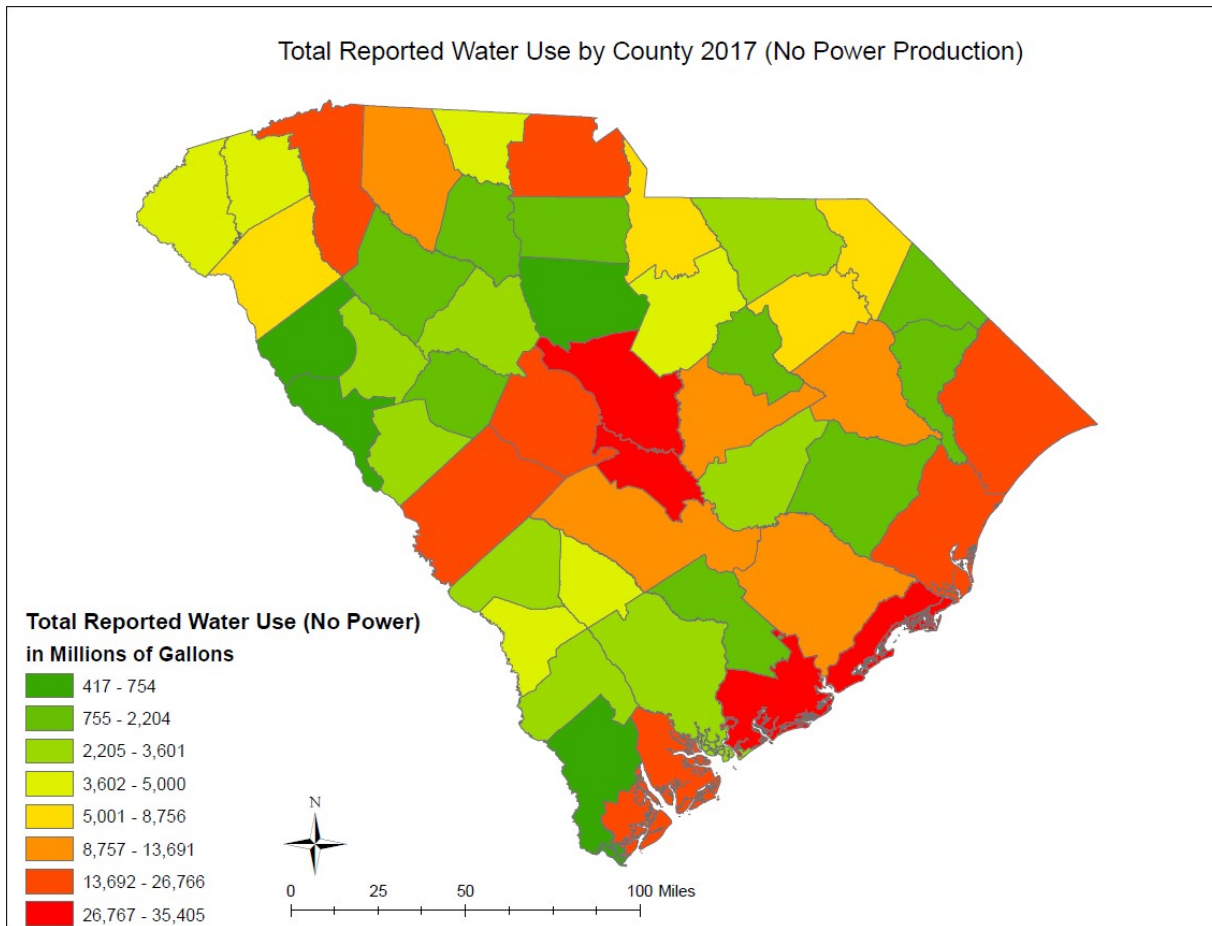 Total Reported Water Use by County 2017 (No Power Production)
Total Reported Water Use (No Power)
in Millions of Gallons
417 - 754
755 - 2,204
2,205 - 3,601
3,602 - 5,000
5,001 - 8,756
8,757 - 13,691
13,692 - 26,766
26,767 - 35,405
N
0 25 50 100 Miles